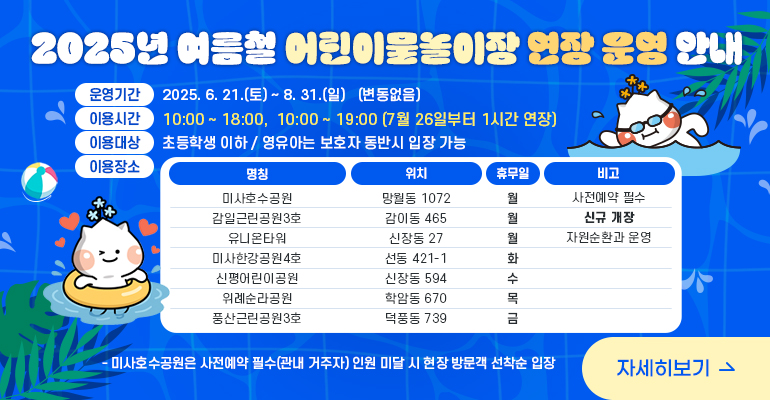 2025년 여름철 어린이물놀이장 연장 운영 안내
운영기간 2025. 6. 21.(토) ~ 8. 31.(일) (변동없음)
이용시간 10:00 ~ 18:00, 10:00 ~ 19:00 (7월 26일부터 1시간 연장)
이용대상 초등학생 이하 / 영유아는 보호자 동반시 입장 가능
이용장소
명칭 위치 휴무일 비고
미사호수공원 망월동 1072 월 사전예약 필수
감일근린공원3호 감이동 465 월 신규 개장
유니온타워 신장동 27 월 자원순환과 운영
미사한강공원4호 선동 421-1 화
신평어린이공원 신장동 594 수
위례순라공원 학암동 670 목
풍산근린공원3호 덕풍동 739 금
- 미사호수공원은 사전예약 필수(관내 거주자) 인원 미달 시 현장 방문객 선착순 입장
자세히보기